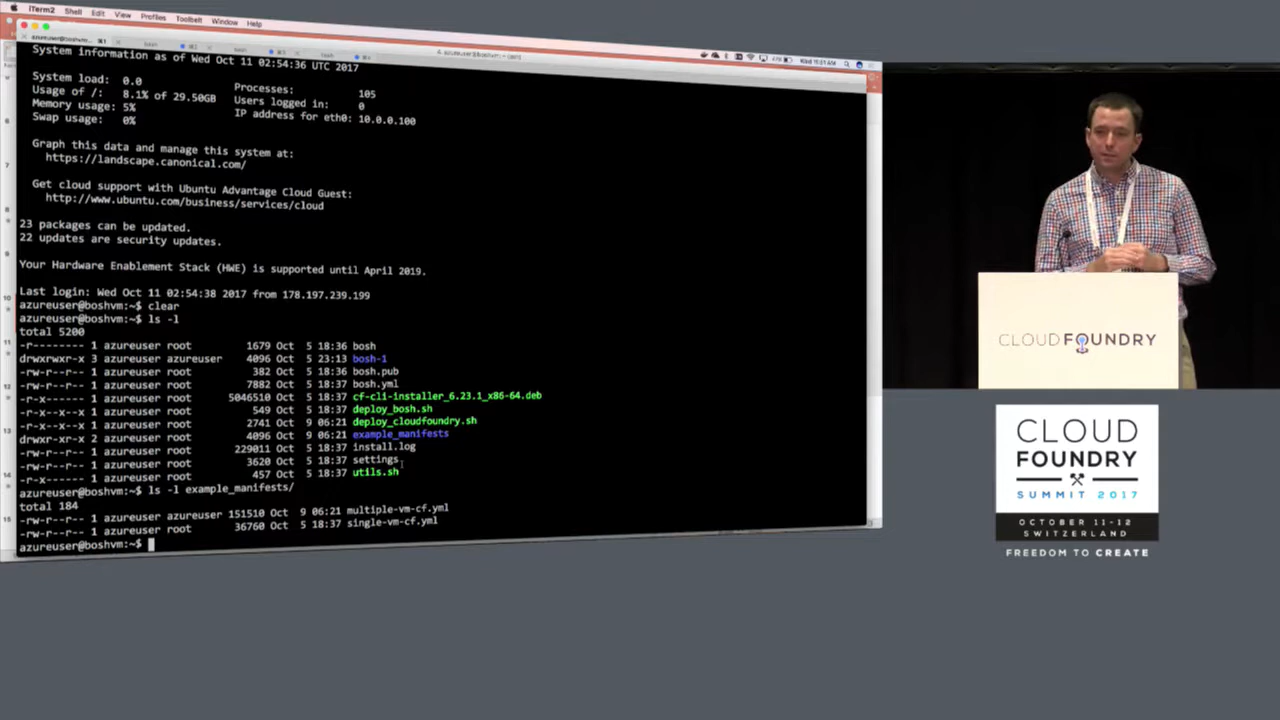 iTerm2 Shell Edit View Profiles Toolbelt Window Help
System information as of Wed Oct 11 02:54:36 UTC 2017
System load: 0.0 Processes: 105
Usage of /: 8.1% of 29.50GB Users logged in: 0
Memory usage: 5% IP address for eth0: 10.0.0.100
Swap usage: 0%
Graph this data and manage this system at:
https://landscape.canonical.com/
Get cloud support with Ubuntu Advantage Cloud Guest:
http://www.ubuntu.com/business/services/cloud
23 packages can be updated.
22 updates are security updates.
Your Hardware Enablement Stack (HWE) is supported until April 2019.
Last login: Wed Oct 11 02:54:38 2017 from 178.197.239.199
azureuser@boshvm:~$ clear
azureuser@boshvm:~$ ls -l
total 5200
-r-------- 1 azureuser root 1679 Oct 5 18:36 bosh
drwxrwxr-x 3 azureuser azureuser 4096 Oct 5 23:13 bosh-1
-rw-r--r-- 1 azureuser root 382 Oct 5 18:36 bosh.pub
-rw-r--r-- 1 azureuser root 7882 Oct 5 18:37 bosh.yml
-r-x------ 1 azureuser root 5046510 Oct 5 18:37 cf-cli-installer_6.23.1_x86-64.deb
-r-x--x--x 1 azureuser root 549 Oct 5 18:37 deploy_bosh.sh
-r-x--x--x 1 azureuser root 2741 Oct 9 06:21 deploy_cloudfoundry.sh
drwxr-xr-x 2 azureuser root 4096 Oct 9 06:21 example_manifests
-rw-r--r-- 1 azureuser root 229011 Oct 5 18:37 install.log
-rw-r--r-- 1 azureuser root 3620 Oct 5 18:37 settings
-r-x------ 1 azureuser root 457 Oct 5 18:37 utils.sh
azureuser@boshvm:~$ ls -l example_manifests/
total 184
-rw-r--r-- 1 azureuser azureuser 151510 Oct 9 06:21 multiple-vm-cf.yml
-rw-r--r-- 1 azureuser root 36760 Oct 5 18:37 single-vm-cf.yml
azureuser@boshvm:~$
CLOUD FOUNDRY
CLOUD
FOUNDRY
SUMMIT 2017
OCTOBER 11-12
SWITZERLAND
FREEDOM TO CREATE